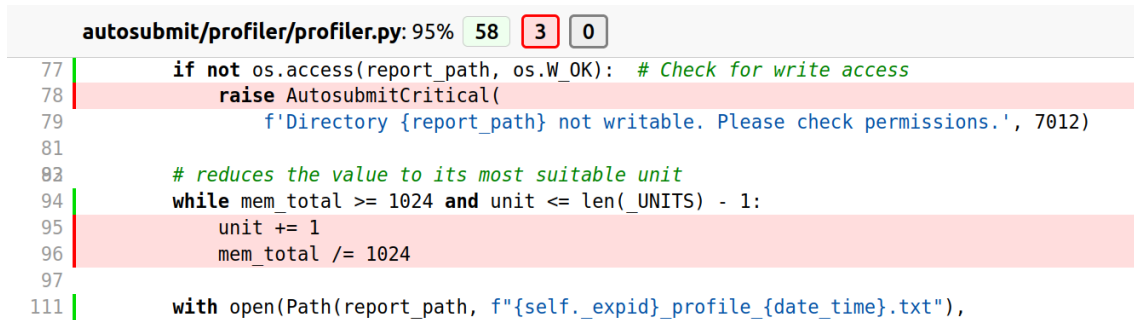 autosubmit/profiler/profiler.py: 95% 58 3 0
77 if not os.access(report_path, os.W_OK): # Check for write access
78 raise AutosubmitCritical(
79 f'Directory {report_path} not writable. Please check permissions.', 7012)
81
# reduces the value to its most suitable unit
94 while mem_total >= 1024 and unit <= len(_UNITS) - 1:
95 unit += 1
96 mem_total /= 1024
97
111 with open(Path(report_path, f"{self._expid}_profile_{date_time}.txt"),